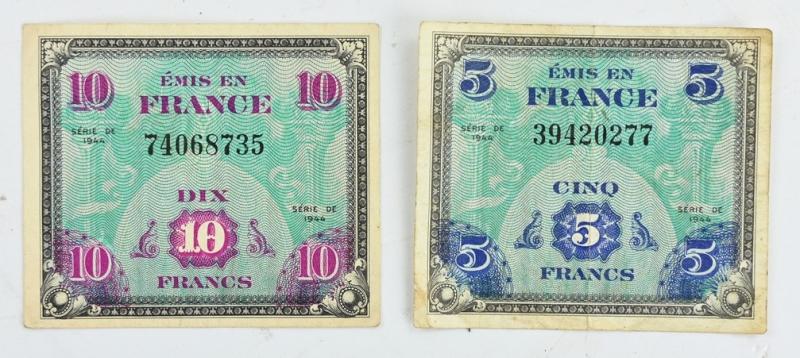 10 ÉMIS EN 10
FRANCE
SÉRIE DE
1944
74068735
DIX
SÉRIE DE
1944
10
10 10
FRANCS
5 ÉMIS EN 5
FRANCE
SÉRIE DE
1944
39420277
CINQ
SÉRIE DE
1944
5
5 5
FRANCS